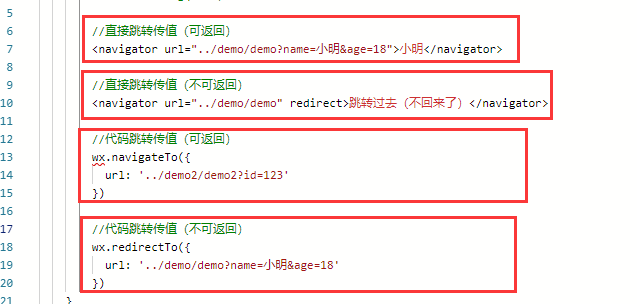 5
6 //直接跳转传值（可返回）
7 <navigator url="../demo/demo?name=小明&age=18">小明</navigator>
8
9 //直接跳转传值（不可返回）
10 <navigator url="../demo/demo" redirect>跳转过去（不回来了）</navigator>
11
12 //代码跳转传值（可返回）
13 wx.navigateTo({
14 url: '../demo2/demo2?id=123'
15 })
16
17 //代码跳转传值（不可返回）
18 wx.redirectTo({
19 url: '../demo/demo?name=小明&age=18'
20 })
21 }